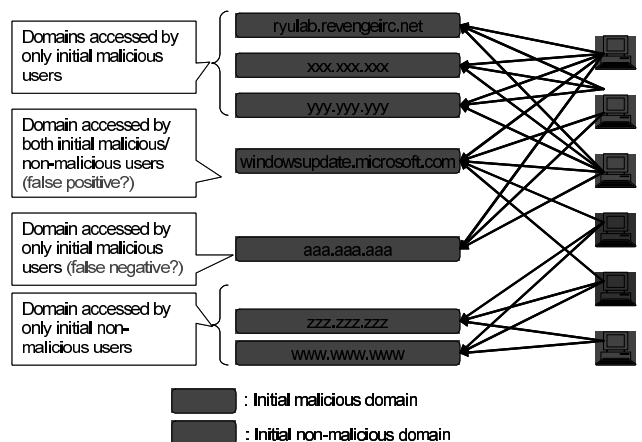 Domains accessed by
only initial malicious
users
ryulab.revengeirc.net
xxx.xxx.xxx
yyy.yyy.yyy
Domain accessed by
both initial malicious/
non-malicious users
(false positive?)
windowsupdate.microsoft.com
Domain accessed by
only initial malicious
users (false negative?)
aaa.aaa.aaa
Domain accessed by
only initial non-
malicious users
zzz.zzz.zzz
www.www.www
: Initial malicious domain
: Initial non-malicious domain